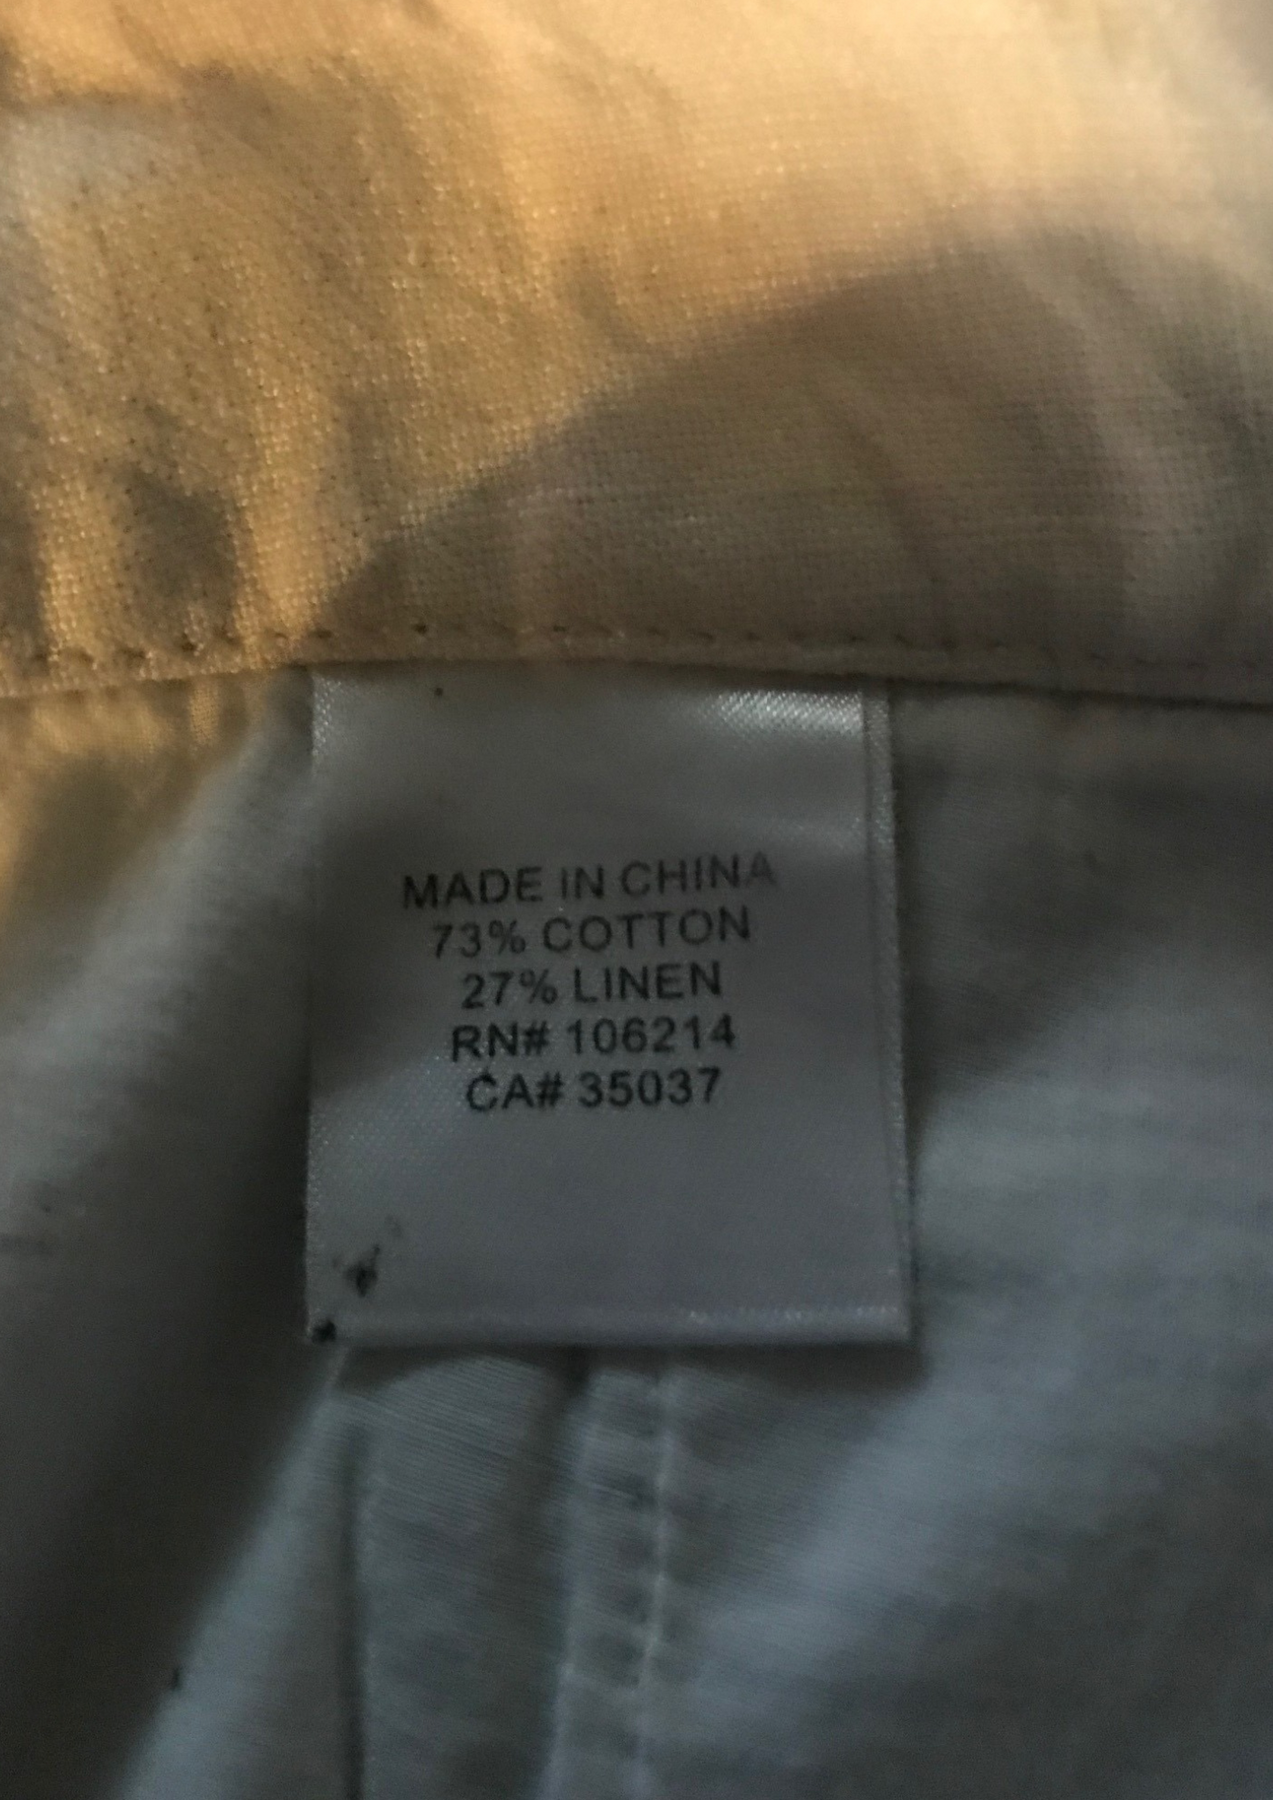 MADE IN CHINA
73% COTTON
27% LINEN
RN# 106214
CA# 35037